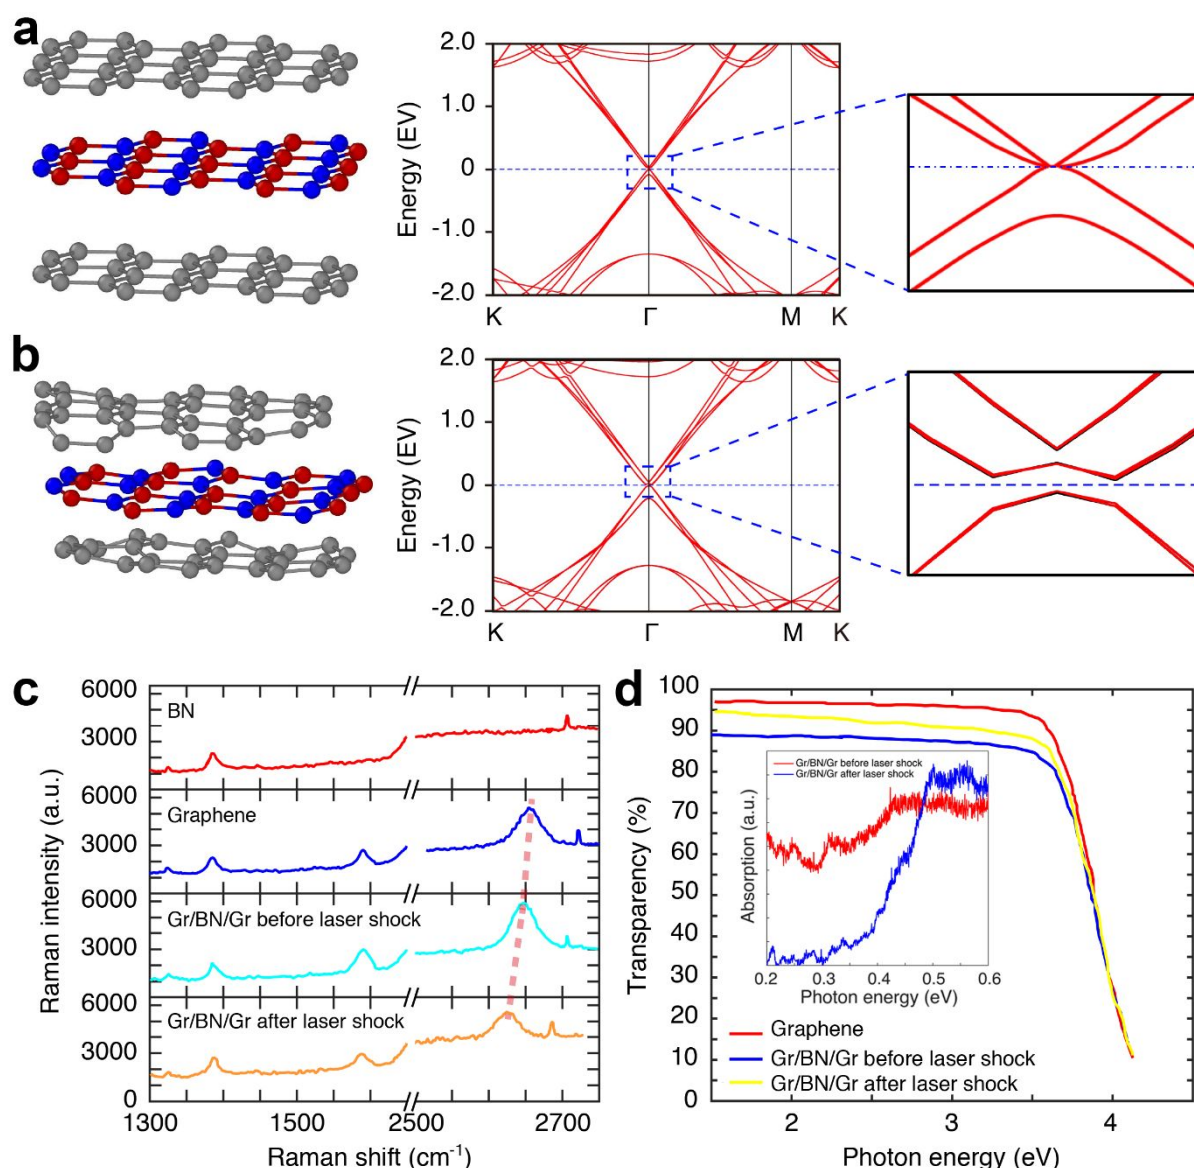 a
Energy (EV)
2.0
1.0
0
-1.0
-2.0
K
Γ
M
K
b
Energy (EV)
2.0
1.0
0
-1.0
-2.0
K
Γ
M
K
c
Raman intensity (a.u.)
6000
3000
BN
6000
3000
Graphene
6000
3000
Gr/BN/Gr before laser shock
6000
3000
0
Gr/BN/Gr after laser shock
1300
1500
2500
2700
Raman shift (cm-1)
d
Transparency (%)
100
90
80
70
60
50
40
30
20
10
0
Gr/BN/Gr before laser shock
Gr/BN/Gr after laser shock
Absorption (a.u.)
0.2
0.3
0.4
0.5
0.6
Photon energy (eV)
Graphene
Gr/BN/Gr before laser shock
Gr/BN/Gr after laser shock
2
3
4
Photon energy (eV)